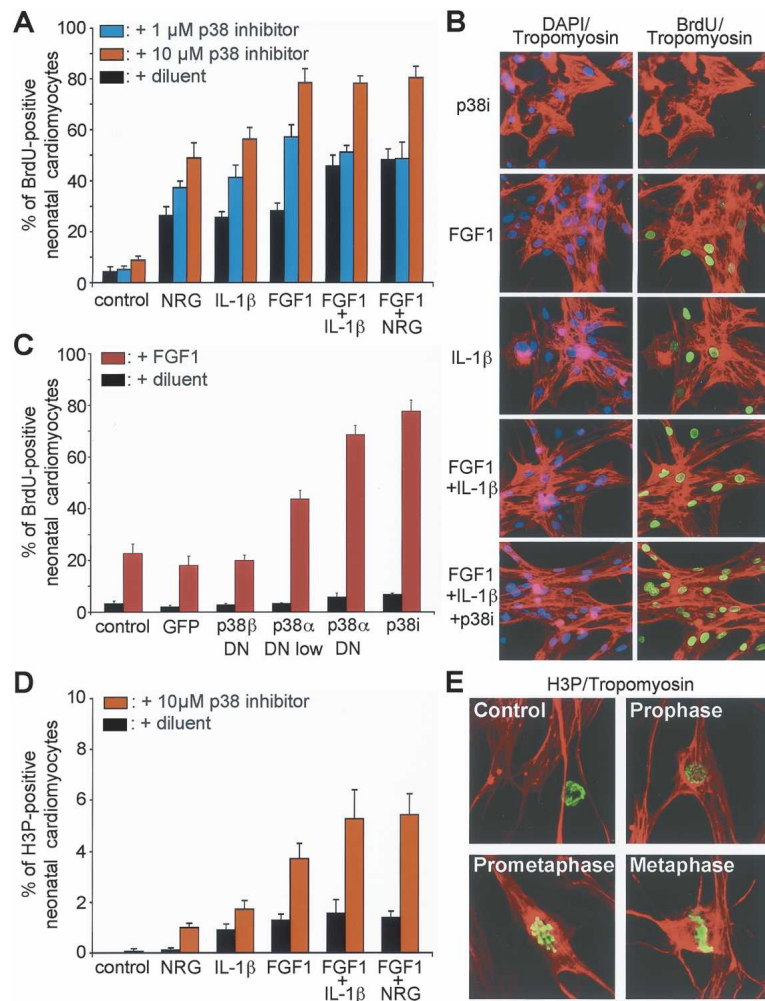 A
: + 1 µM p38 inhibitor
: + 10 µM p38 inhibitor
: + diluent
% of BrdU-positive
neonatal cardiomyocytes
100
80
60
40
20
0
control
NRG
IL-1β
FGF1
FGF1
+
IL-1β
FGF1
+
NRG
B
DAPI/
Tropomyosin
BrdU/
Tropomyosin
p38i
FGF1
IL-1β
FGF1
+IL-1β
FGF1
+IL-1β
+p38i
C
: + FGF1
: + diluent
% of BrdU-positive
neonatal cardiomyocytes
100
80
60
40
20
0
control
GFP
p38β
DN
p38α
DN low
p38α
DN
p38i
D
: + 10µM p38 inhibitor
: + diluent
% of H3P-positive
neonatal cardiomyocytes
10
8
6
4
2
0
control
NRG
IL-1β
FGF1
FGF1
+
IL-1β
FGF1
+
NRG
E
H3P/Tropomyosin
Control
Prophase
Prometaphase
Metaphase